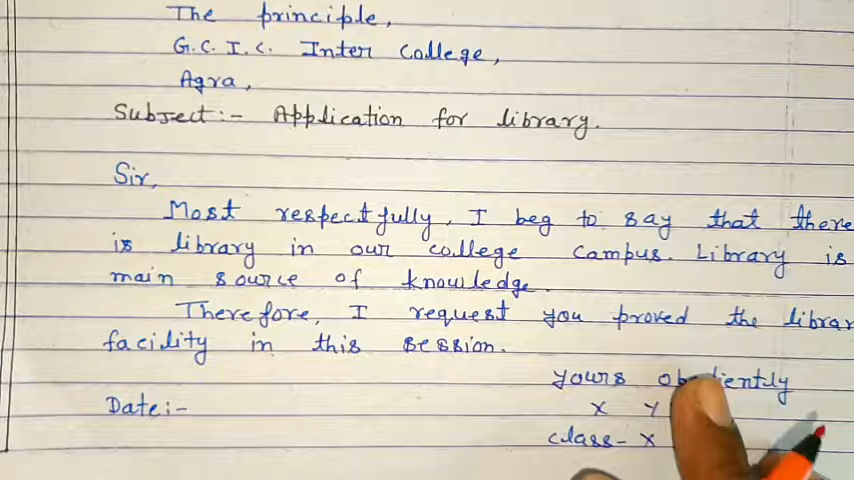 The principle,
G.C.I.C. Inter College,
Agra,
Subject:- Application for library.
Sir,
Most respectfully, I beg to say that there
is library in our college campus. Library is
main source of knowledge.
Therefore, I request you proved the librar
facility in this session.
yours
Date:-
X Y
class- X